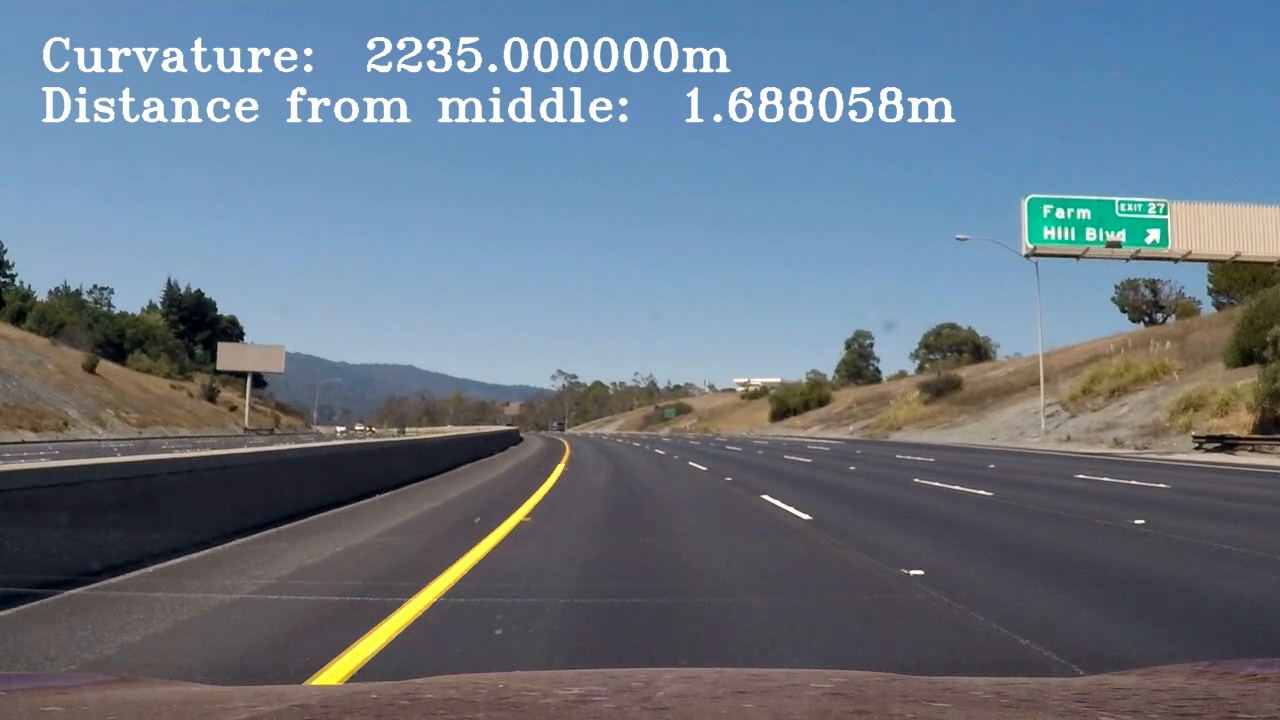 Curvature: 2235.000000m
Distance from middle: 1.688058m
EXIT 27
Farm
Hill Blvd